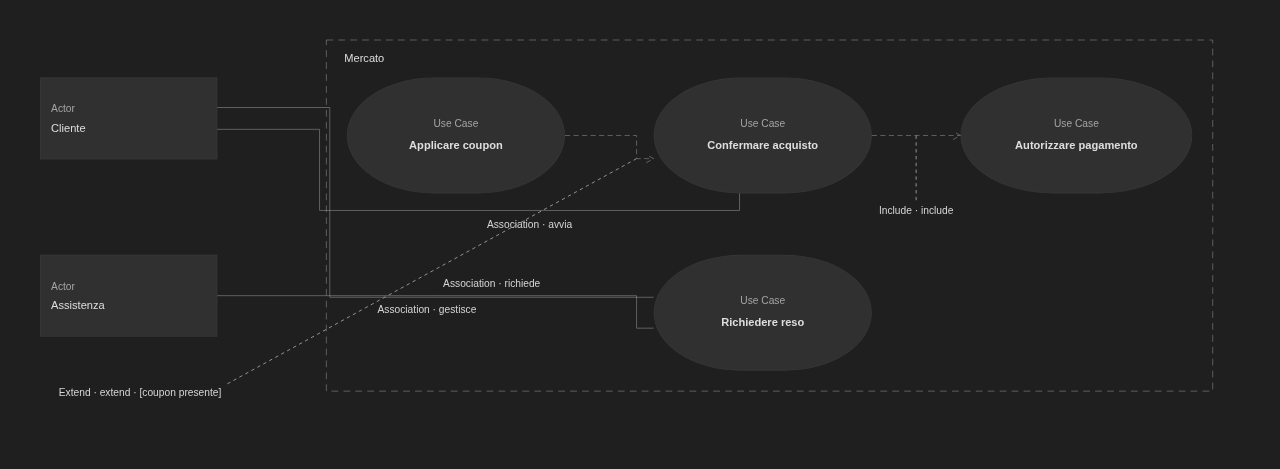 Mercato
Actor
Cliente
Use Case
Applicare coupon
Use Case
Confermare acquisto
Use Case
Autorizzare pagamento
Include · include
Association · avvia
Association · richiede
Association · gestisce
Actor
Assistenza
Use Case
Richiedere reso
Extend · extend · [coupon presente]